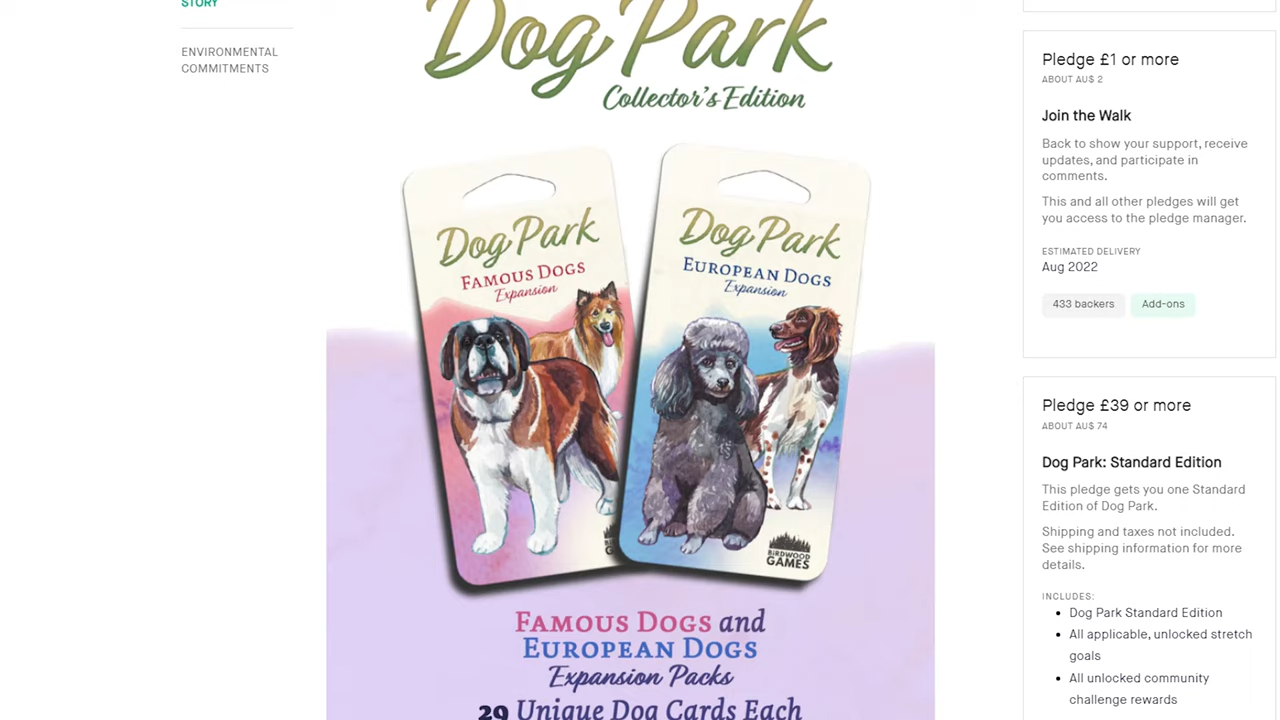 STORY
ENVIRONMENTAL
COMMITMENTS
Dog Park
Collector's Edition
Dog Park
FAMOUS DOGS
Expansion
Dog Park
EUROPEAN DOGS
Expansion
BIRDWOOD
GAMES
FAMOUS DOGS and
EUROPEAN DOGS
Expansion Packs
29 Unique Dog Cards Each
Pledge £1 or more
ABOUT AU$ 2
Join the Walk
Back to show your support, receive
updates, and participate in
comments.
This and all other pledges will get
you access to the pledge manager.
ESTIMATED DELIVERY
Aug 2022
433 backers Add-ons
Pledge £39 or more
ABOUT AU$ 74
Dog Park: Standard Edition
This pledge gets you one Standard
Edition of Dog Park.
Shipping and taxes not included.
See shipping information for more
details.
INCLUDES:
• Dog Park Standard Edition
• All applicable, unlocked stretch
goals
• All unlocked community
challenge rewards